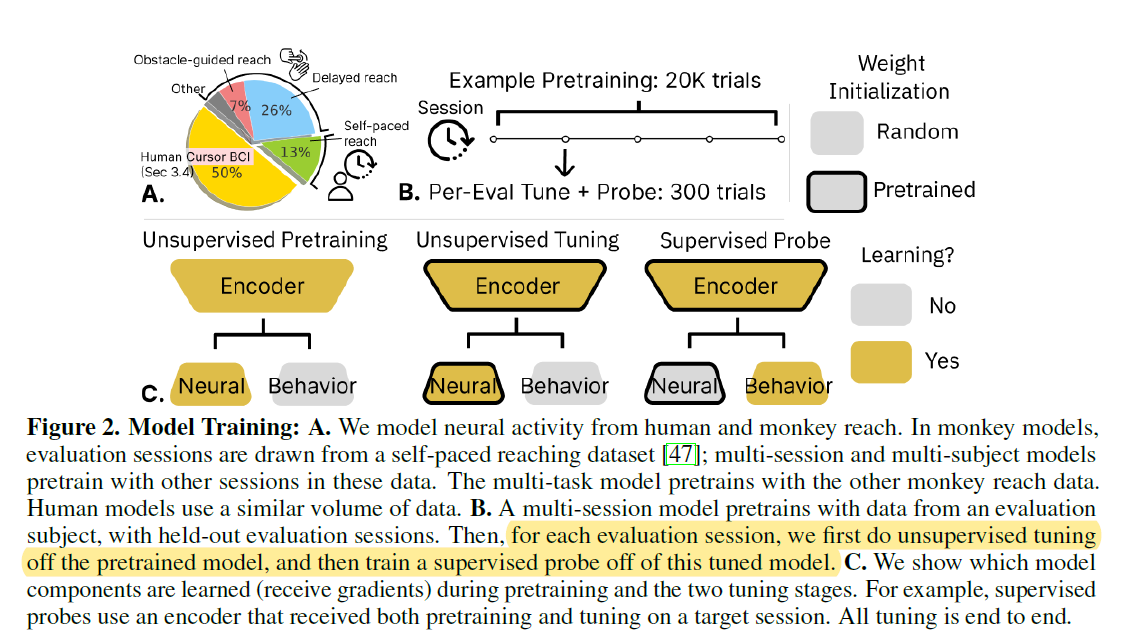 Obstacle-guided reach
Other
7%
26%
Delayed reach
Self-paced
reach
13%
Human Cursor BCI
(Sec 3.4)
50%
A.
Example Pretraining: 20K trials
Session
B. Per-Eval Tune + Probe: 300 trials
Weight
Initialization
Random
Pretrained
Unsupervised Pretraining
Unsupervised Tuning
Supervised Probe
Encoder
Encoder
Encoder
Learning?
No
Yes
C.
Neural
Behavior
Neural
Behavior
Neural
Behavior
Figure 2. Model Training: A. We model neural activity from human and monkey reach. In monkey models,
evaluation sessions are drawn from a self-paced reaching dataset [47]; multi-session and multi-subject models
pretrain with other sessions in these data. The multi-task model pretrains with the other monkey reach data.
Human models use a similar volume of data. B. A multi-session model pretrains with data from an evaluation
subject, with held-out evaluation sessions. Then, for each evaluation session, we first do unsupervised tuning
off the pretrained model, and then train a supervised probe off of this tuned model. C. We show which model
components are learned (receive gradients) during pretraining and the two tuning stages. For example, supervised
probes use an encoder that received both pretraining and tuning on a target session. All tuning is end to end.